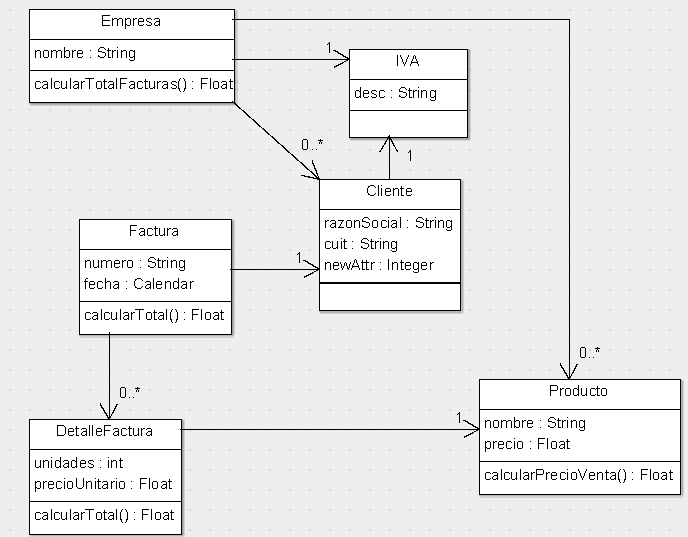 Empresa
nombre : String
calcularTotalFacturas() : Float
1
IVA
desc : String
0..*
1
Cliente
razonSocial : String
cuit : String
newAttr : Integer
Factura
numero : String
fecha : Calendar
calcularTotal() : Float
1
0..*
0..*
Producto
nombre : String
precio : Float
calcularPrecioVenta() : Float
1
DetalleFactura
unidades : int
precioUnitario : Float
calcularTotal() : Float